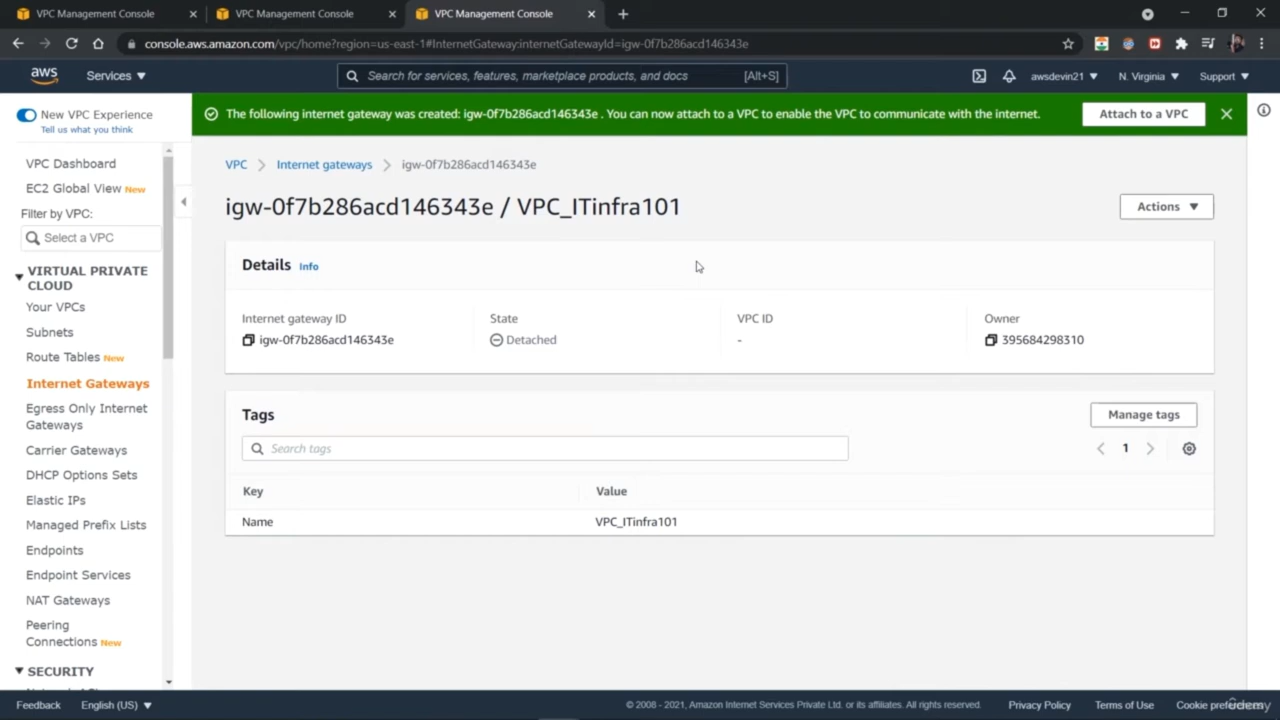 VPC Management Console
VPC Management Console
VPC Management Console
console.aws.amazon.com/vpc/home?region=us-east-1#InternetGateway:internetGatewayId=igw-0f7b286acd146343e
aws
Services
Search for services, features, marketplace products, and docs
[Alt+S]
awsdevin21
N. Virginia
Support
New VPC Experience
Tell us what you think
The following internet gateway was created: igw-0f7b286acd146343e . You can now attach to a VPC to enable the VPC to communicate with the internet.
Attach to a VPC
VPC Dashboard
EC2 Global View New
Filter by VPC:
Select a VPC
VIRTUAL PRIVATE
CLOUD
Your VPCs
Subnets
Route Tables New
Internet Gateways
Egress Only Internet
Gateways
Carrier Gateways
DHCP Options Sets
Elastic IPs
Managed Prefix Lists
Endpoints
Endpoint Services
NAT Gateways
Peering
Connections New
SECURITY
VPC
Internet gateways
igw-0f7b286acd146343e
igw-0f7b286acd146343e / VPC_ITinfra101
Actions
Details Info
Internet gateway ID
igw-0f7b286acd146343e
State
Detached
VPC ID
-
Owner
395684298310
Tags
Manage tags
Search tags
1
Key
Value
Name
VPC_ITinfra101
Feedback
English (US)
© 2008 - 2021, Amazon Internet Services Private Ltd. or its affiliates. All rights reserved.
Privacy Policy
Terms of Use
Cookie preferences
Udemy